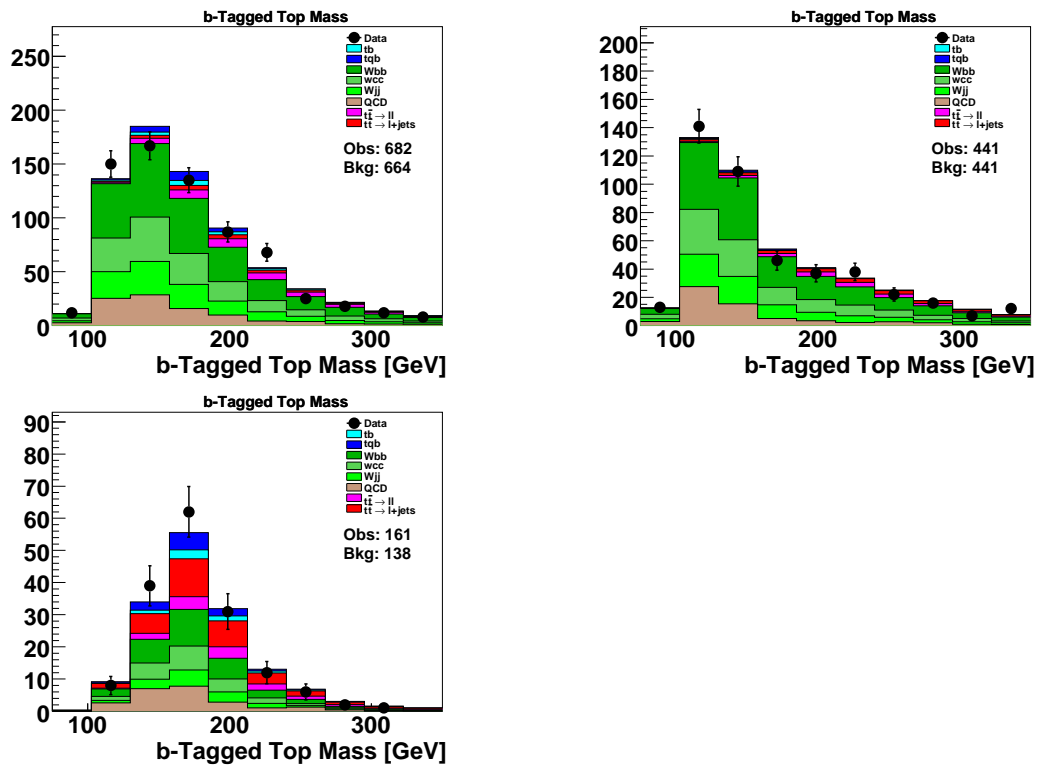 b-Tagged Top Mass
250
200
150
100
50
0
Data
tb
tqb
Wbb
wcc
Wjj
QCD
tt̄ → ll
tt → l+jets
Obs: 682
Bkg: 664
100 200 300
b-Tagged Top Mass [GeV]
b-Tagged Top Mass
200
180
160
140
120
100
80
60
40
20
0
Data
tb
tqb
Wbb
wcc
Wjj
QCD
tt̄ → ll
tt → l+jets
Obs: 441
Bkg: 441
100 200 300
b-Tagged Top Mass [GeV]
b-Tagged Top Mass
90
80
70
60
50
40
30
20
10
0
Data
tb
tqb
Wbb
wcc
Wjj
QCD
tt̄ → ll
tt → l+jets
Obs: 161
Bkg: 138
100 200 300
b-Tagged Top Mass [GeV]